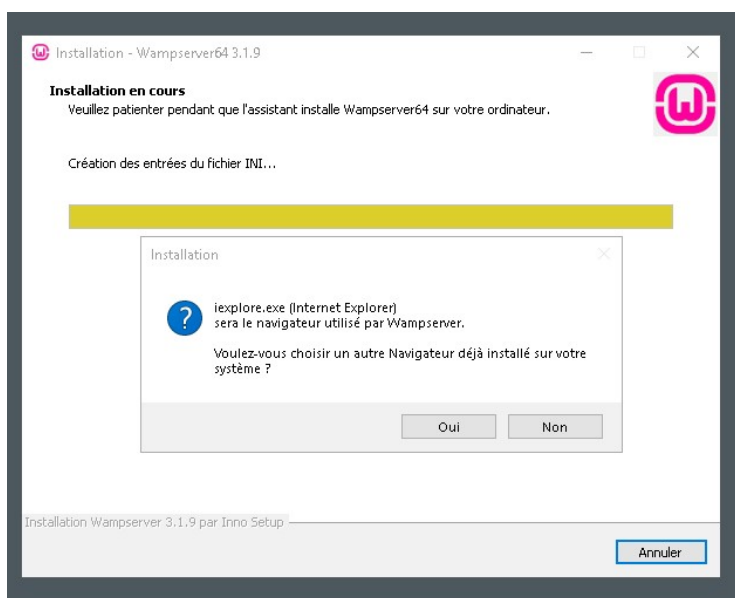 Installation - Wampserver64 3.1.9
Installation en cours
Veuillez patienter pendant que l'assistant installe Wampserver64 sur votre ordinateur.
Création des entrées du fichier INI...
Installation
iexplore.exe (Internet Explorer)
sera le navigateur utilisé par Wampserver.
Voulez-vous choisir un autre Navigateur déjà installé sur votre
système ?
Oui Non
Installation Wampserver 3.1.9 par Inno Setup
Annuler